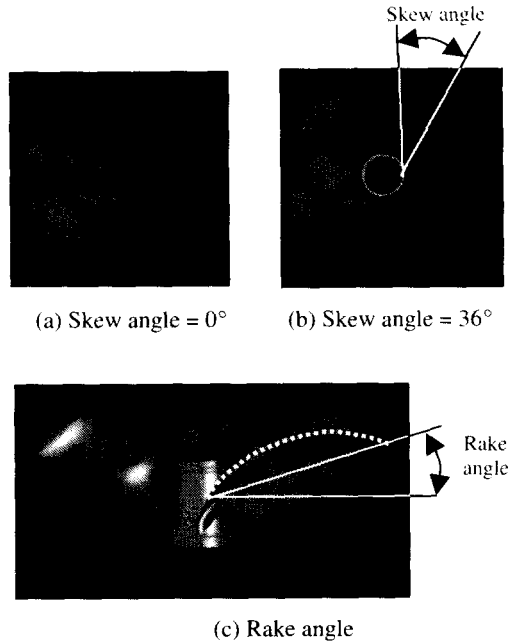 Skew angle
(a) Skew angle = 0°
(b) Skew angle = 36°
Rake
angle
(c) Rake angle